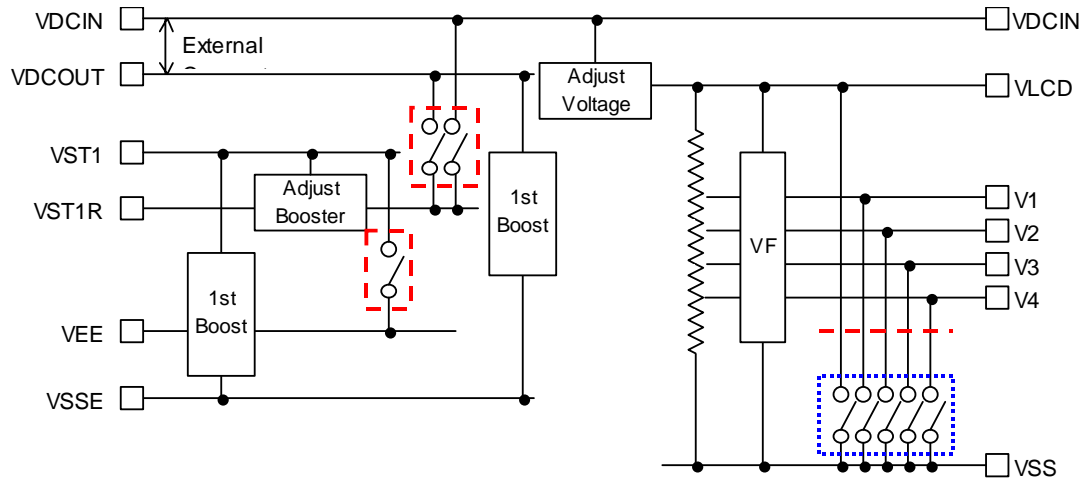 VDCIN
VDCIN
External
VDCOUT
Adjust
Voltage
VLCD
VST1
Adjust
Booster
VST1R
1st
Boost
VF
V1
V2
V3
V4
1st
Boost
VEE
VSSE
VSS